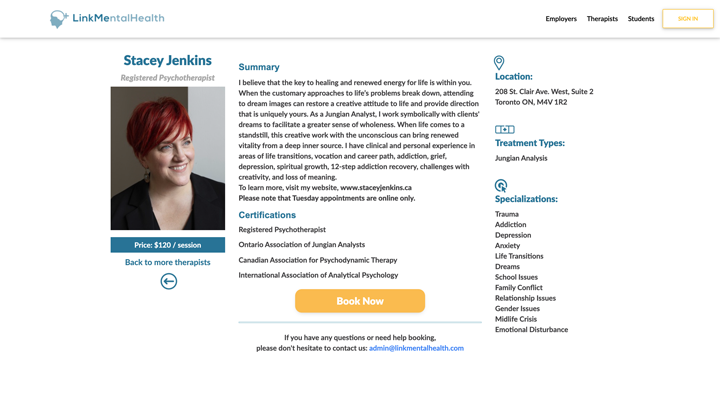 LinkMentalHealth
Employers
Therapists
Students
SIGN IN
Stacey Jenkins
Registered Psychotherapist
Price: $120 / session
Back to more therapists
Summary
I believe that the key to healing and renewed energy for life is within you.
When the customary approaches to life's problems break down, attending
to dream images can restore a creative attitude to life and provide direction
that is uniquely yours. As a Jungian Analyst, I work symbolically with clients'
dreams to facilitate a greater sense of wholeness. When life comes to a
standstill, this creative work with the unconscious can bring renewed
vitality from a deep inner source. I have clinical and personal experience in
areas of life transitions, vocation and career path, addiction, grief,
depression, spiritual growth, 12-step addiction recovery, challenges with
creativity, and loss of meaning.
To learn more, visit my website, www.staceyjenkins.ca
Please note that Tuesday appointments are online only.
Certifications
Registered Psychotherapist
Ontario Association of Jungian Analysts
Canadian Association for Psychodynamic Therapy
International Association of Analytical Psychology
Book Now
If you have any questions or need help booking,
please don't hesitate to contact us: admin@linkmentalhealth.com
Location:
208 St. Clair Ave. West, Suite 2
Toronto ON, M4V 1R2
Treatment Types:
Jungian Analysis
Specializations:
Trauma
Addiction
Depression
Anxiety
Life Transitions
Dreams
School Issues
Family Conflict
Relationship Issues
Gender Issues
Midlife Crisis
Emotional Disturbance